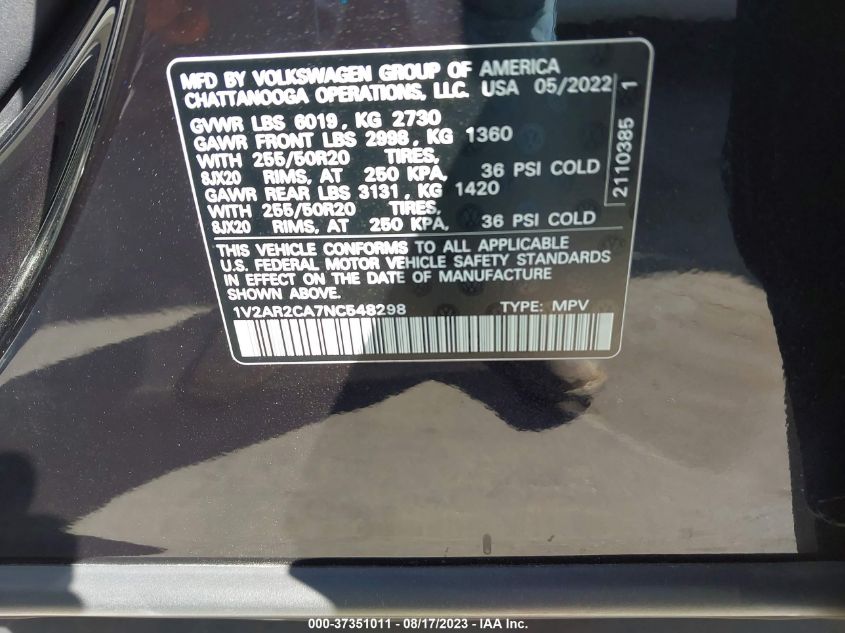 MFD BY VOLKSWAGEN GROUP OF AMERICA
CHATTANOOGA OPERATIONS, LLC. USA 05/2022
GVWR LBS 6019, KG 2730
GAWR FRONT LBS 2998, KG 1360
WITH 255/50R20 TIRES,
8JX20 RIMS, AT 250 KPA, 36 PSI COLD
GAWR REAR LBS 3131, KG 1420
WITH 255/50R20 TIRES,
8JX20 RIMS, AT 250 KPA, 36 PSI COLD
THIS VEHICLE CONFORMS TO ALL APPLICABLE
U.S. FEDERAL MOTOR VEHICLE SAFETY STANDARDS
IN EFFECT ON THE DATE OF MANUFACTURE
SHOWN ABOVE.
1V2AR2CA7NC548298 TYPE: MPV
2110385 1
000-37351011 - 08/17/2023 - IAA Inc.